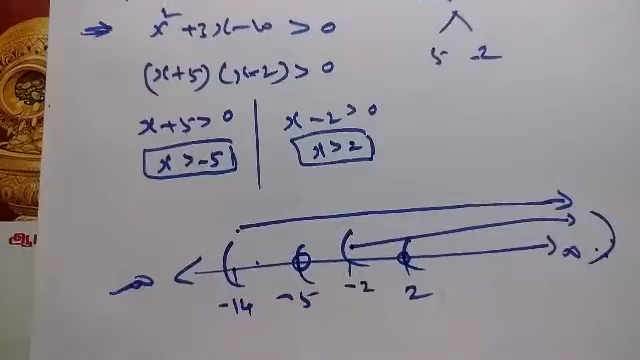 ⇒ x² + 3x - 10 > 0
5 -2
(x+5) (x-2) > 0
x + 5 > 0 x - 2 > 0
x > -5 x > 2
-∞ ∞
-14 -5 -2 2